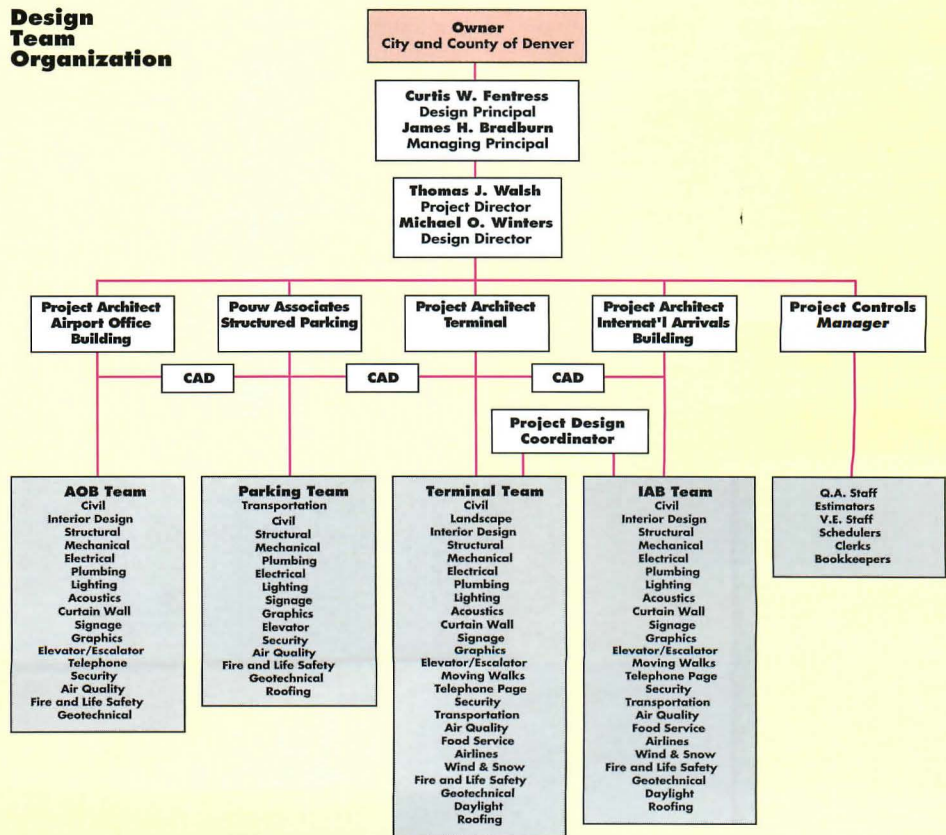 Design
Team
Organization
Owner
City and County of Denver
Curtis W. Fentress
Design Principal
James H. Bradburn
Managing Principal
Thomas J. Walsh
Project Director
Michael O. Winters
Design Director
Project Architect
Airport Office
Building
Pouw Associates
Structured Parking
Project Architect
Terminal
Project Architect
Internat'l Arrivals
Building
Project Controls
Manager
CAD
CAD
CAD
Project Design
Coordinator
AOB Team
Civil
Interior Design
Structural
Mechanical
Electrical
Plumbing
Lighting
Acoustics
Curtain Wall
Signage
Graphics
Elevator/Escalator
Telephone
Security
Air Quality
Fire and Life Safety
Geotechnical
Parking Team
Transportation
Civil
Structural
Mechanical
Plumbing
Electrical
Lighting
Signage
Graphics
Elevator
Security
Air Quality
Fire and Life Safety
Geotechnical
Roofing
Terminal Team
Civil
Landscape
Interior Design
Structural
Mechanical
Electrical
Plumbing
Lighting
Acoustics
Curtain Wall
Signage
Graphics
Elevator/Escalator
Moving Walks
Telephone Page
Security
Transportation
Air Quality
Food Service
Airlines
Wind & Snow
Fire and Life Safety
Geotechnical
Daylight
Roofing
IAB Team
Civil
Interior Design
Structural
Mechanical
Electrical
Plumbing
Lighting
Acoustics
Curtain Wall
Signage
Graphics
Elevator/Escalator
Moving Walks
Telephone Page
Security
Transportation
Air Quality
Food Service
Airlines
Wind & Snow
Fire and Life Safety
Geotechnical
Daylight
Roofing
Q.A. Staff
Estimators
V.E. Staff
Schedulers
Clerks
Bookkeepers